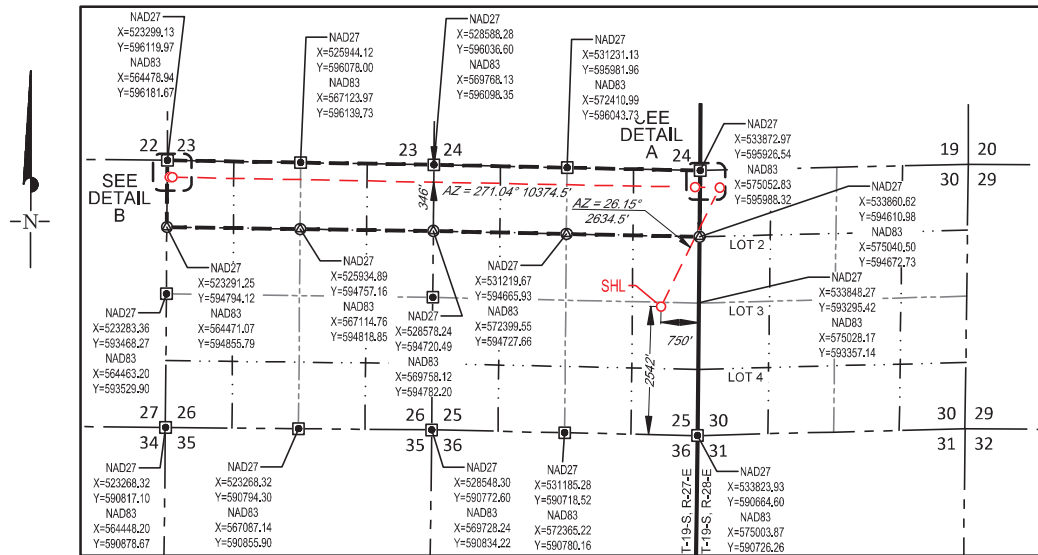 NAD27
X=523299.13
Y=596119.97
NAD83
X=564478.94
Y=596181.67
NAD27
X=525944.12
Y=596078.00
NAD83
X=567123.97
Y=596139.73
NAD27
X=528588.28
Y=596036.60
NAD83
X=569768.13
Y=596098.35
NAD27
X=531231.13
Y=595981.96
NAD83
X=572410.99
Y=596043.73
SEE
DETAIL
A
NAD27
X=533872.97
Y=595926.54
NAD83
X=575052.83
Y=595988.32
22 23
23 24
24
19 20
30 29
SEE
DETAIL
B
-N-
AZ = 271.04° 10374.5'
346'
AZ = 26.15°
2634.5'
NAD27
X=533860.62
Y=594610.98
NAD83
X=575040.50
Y=594672.73
LOT 2
NAD27
X=523291.25
Y=594794.12
NAD83
X=564471.07
Y=594855.79
NAD27
X=525934.89
Y=594757.16
NAD83
X=567114.76
Y=594818.85
NAD27
X=528578.24
Y=594720.49
NAD83
X=569758.12
Y=594782.20
NAD27
X=531219.67
Y=594665.93
NAD83
X=572399.55
Y=594727.66
SHL
NAD27
X=533848.27
Y=593295.42
NAD83
X=575028.17
Y=593357.14
LOT 3
NAD27
X=523283.36
Y=593468.27
NAD83
X=564463.20
Y=593529.90
750'
2542'
LOT 4
27 26
34 35
26 25
35 36
25 30
36 31
30 29
31 32
NAD27
X=523268.32
Y=590817.10
NAD83
X=564448.20
Y=590878.67
NAD27
X=523268.32
Y=590794.30
NAD83
X=567087.14
Y=590855.90
NAD27
X=528548.30
Y=590772.60
NAD83
X=569728.24
Y=590834.22
NAD27
X=531185.28
Y=590718.52
NAD83
X=572365.22
Y=590780.16
T-19-S, R-27-E
T-19-S, R-28-E
NAD27
X=533823.93
Y=590664.60
NAD83
X=575003.87
Y=590726.26